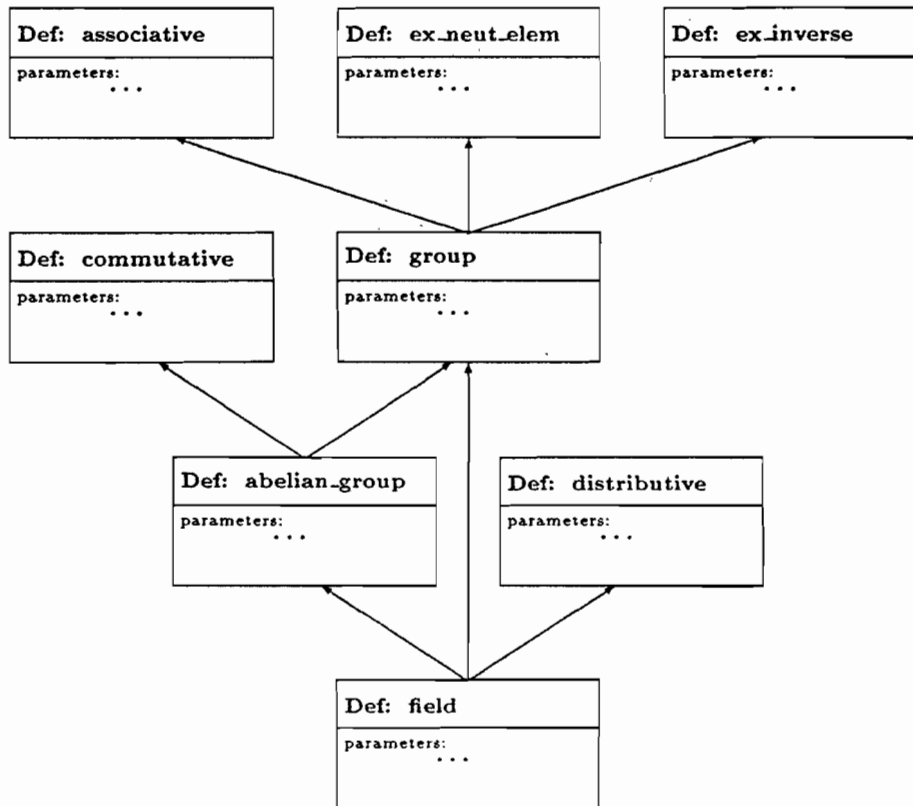 Def: associative
parameters:
...
Def: ex_neut_elem
parameters:
...
Def: ex_inverse
parameters:
...
Def: commutative
parameters:
...
Def: group
parameters:
...
Def: abelian_group
parameters:
...
Def: distributive
parameters:
...
Def: field
parameters:
...